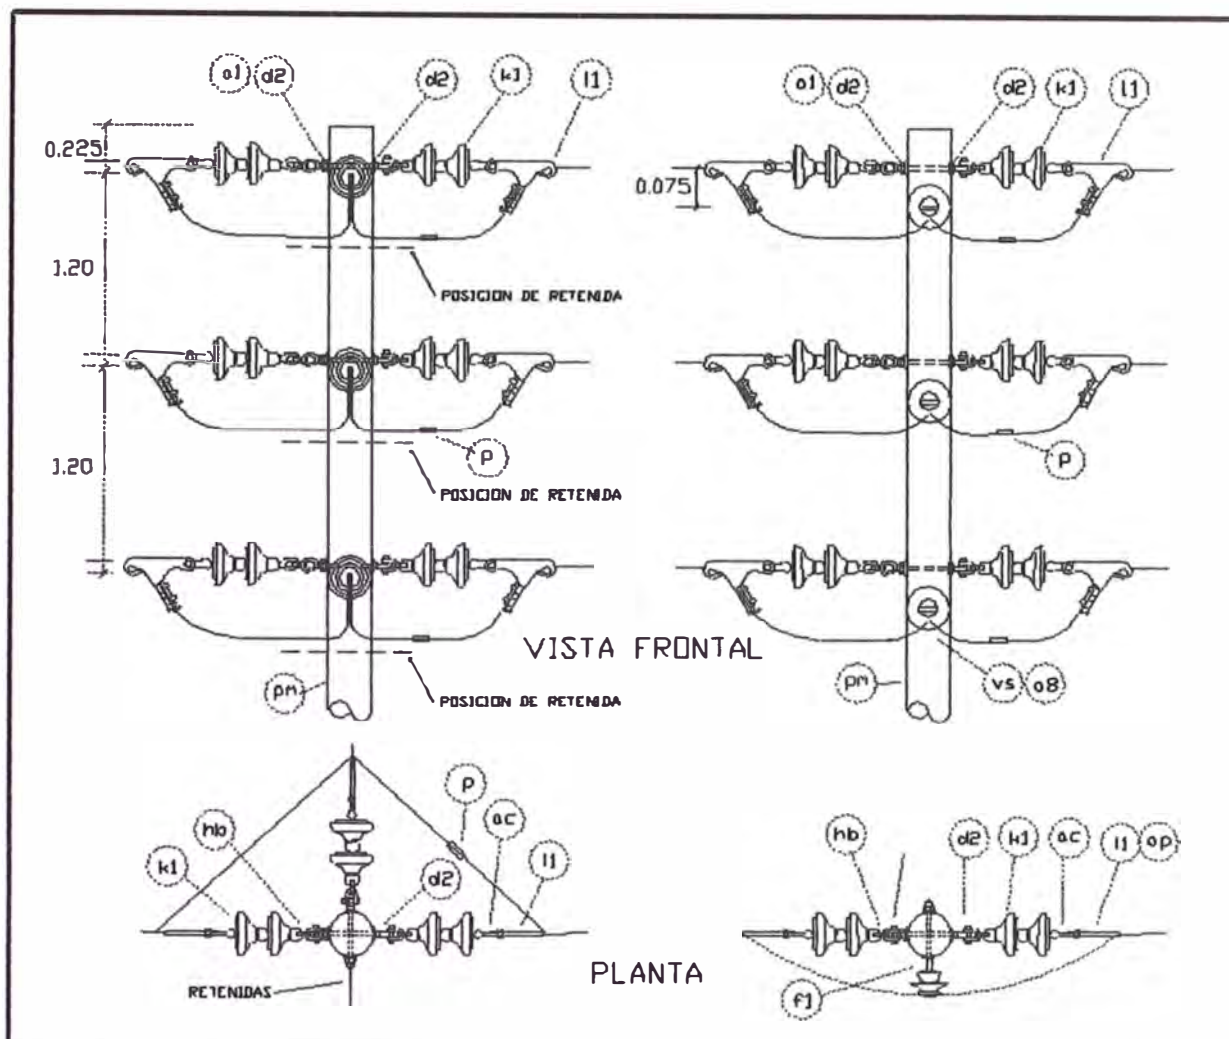 a1 d2 d2 k1 l1
a1 d2 d2 k1 l1
0.225
0.075
1.20
POSICION DE RETENIDA
1.20
P
P
POSICION DE RETENIDA
VISTA FRONTAL
pm
POSICION DE RETENIDA
pm
vs a8
P
hb
ac
k1
d2
l1
hb
d2
k1
ac
l1 ap
RETENIDAS
PLANTA
f1